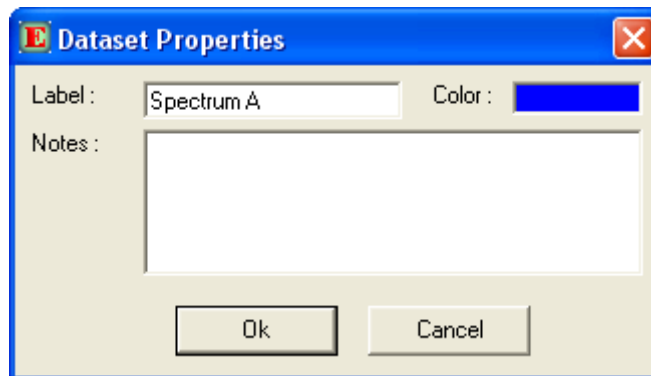 E Dataset Properties
Label : Spectrum A Color :
Notes :
Ok Cancel